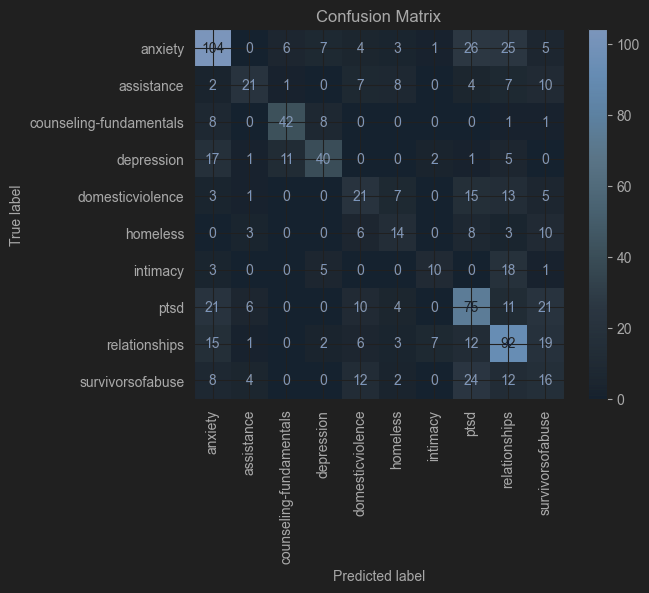 Confusion Matrix
True label
anxiety 104 0 6 7 4 3 1 26 25 5
assistance 2 21 1 0 7 8 0 4 7 10
counseling-fundamentals 8 0 42 8 0 0 0 0 1 1
depression 17 1 11 40 0 0 2 1 5 0
domesticviolence 3 1 0 0 21 7 0 15 13 5
homeless 0 3 0 0 6 14 0 8 3 10
intimacy 3 0 0 5 0 0 10 0 18 1
ptsd 21 6 0 0 10 4 0 75 11 21
relationships 15 1 0 2 6 3 7 12 92 19
survivorsofabuse 8 4 0 0 12 2 0 24 12 16
anxiety
assistance
counseling-fundamentals
depression
domesticviolence
homeless
intimacy
ptsd
relationships
survivorsofabuse
Predicted label
100
80
60
40
20
0